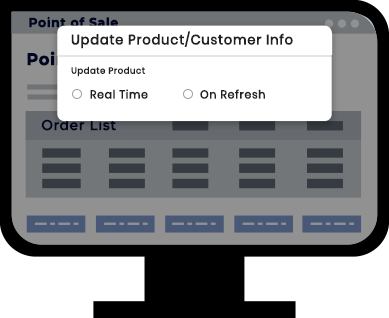 Point of Sale
Update Product/Customer Info
Poi
Update Product
Real Time
On Refresh
Order List